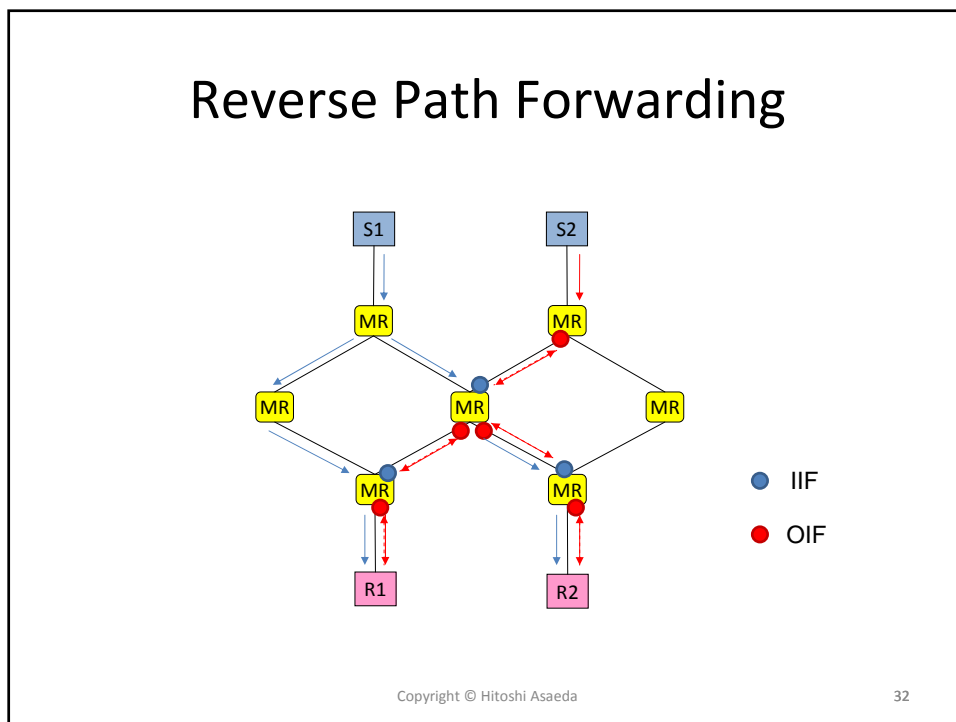 Reverse Path Forwarding
S1 S2
MR MR
MR MR MR
MR MR
IIF
OIF
R1 R2
Copyright © Hitoshi Asaeda 32